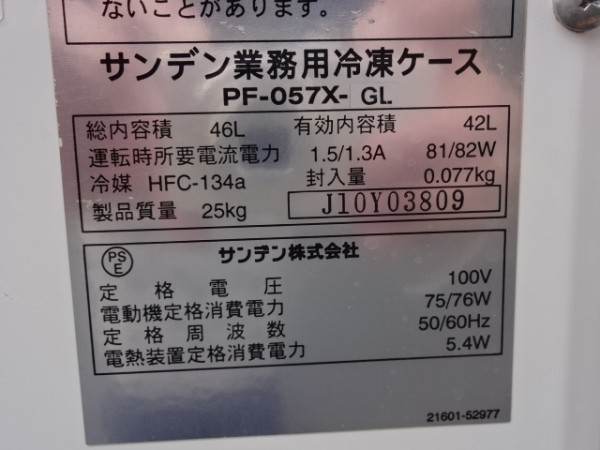 ないことがあります。
サンデン業務用冷凍ケース
PF-057X- GL
総内容積 46L 有効内容積 42L
運転時所要電流電力 1.5/1.3A 81/82W
冷媒 HFC-134a 封入量 0.077kg
製品質量 25kg J10Y03809
PSE サンデン株式会社
定格電圧 100V
電動機定格消費電力 75/76W
定格周波数 50/60Hz
電熱装置定格消費電力 5.4W
21601-52977